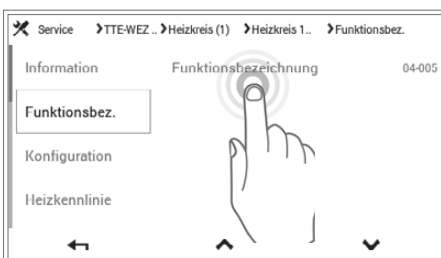 Service > TTE-WEZ .. > Heizkreis (1) > Heizkreis 1.. > Funktionsbez.
Information
Funktionsbezeichnung 04-005
Funktionsbez.
Konfiguration
Heizkennlinie